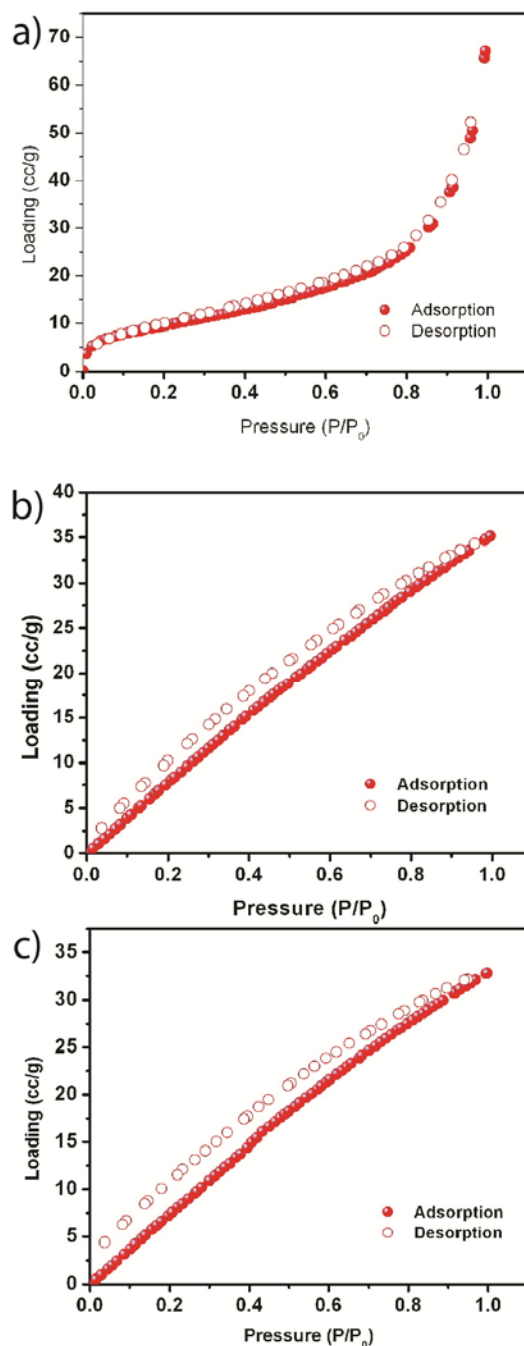 a)
70
60
50
40
30
20
10
0
Loading (cc/g)
Adsorption
Desorption
0.0 0.2 0.4 0.6 0.8 1.0
Pressure (P/P0)
b)
40
35
30
25
20
15
10
5
0
Loading (cc/g)
Adsorption
Desorption
0.0 0.2 0.4 0.6 0.8 1.0
Pressure (P/P0)
c)
35
30
25
20
15
10
5
0
Loading (cc/g)
Adsorption
Desorption
0.0 0.2 0.4 0.6 0.8 1.0
Pressure (P/P0)